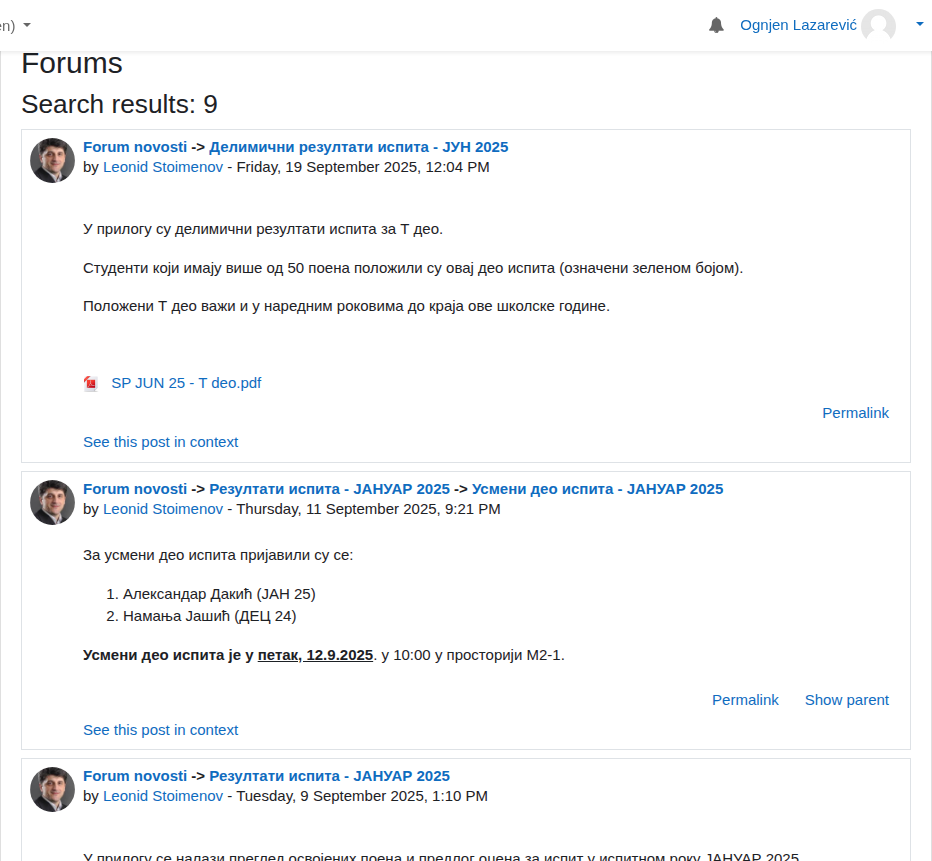 en)
Ognjen Lazarević
Forums
Search results: 9
Forum novosti -> Делимични резултати испита - ЈУН 2025
by Leonid Stoimenov - Friday, 19 September 2025, 12:04 PM
У прилогу су делимични резултати испита за Т део.
Студенти који имају више од 50 поена положили су овај део испита (означени зеленом бојом).
Положени Т део важи и у наредним роковима до краја ове школске године.
SP JUN 25 - T deo.pdf
Permalink
See this post in context
Forum novosti -> Резултати испита - ЈАНУАР 2025 -> Усмени део испита - ЈАНУАР 2025
by Leonid Stoimenov - Thursday, 11 September 2025, 9:21 PM
За усмени део испита пријавили су се:
1. Александар Дакић (ЈАН 25)
2. Намања Јашић (ДЕЦ 24)
Усмени део испита је у петак, 12.9.2025. у 10:00 у просторији М2-1.
Permalink Show parent
See this post in context
Forum novosti -> Резултати испита - ЈАНУАР 2025
by Leonid Stoimenov - Tuesday, 9 September 2025, 1:10 PM
У прилогу се налази преглед освојених поена и предлог оцена за испит у испитном року ЈАНУАР 2025